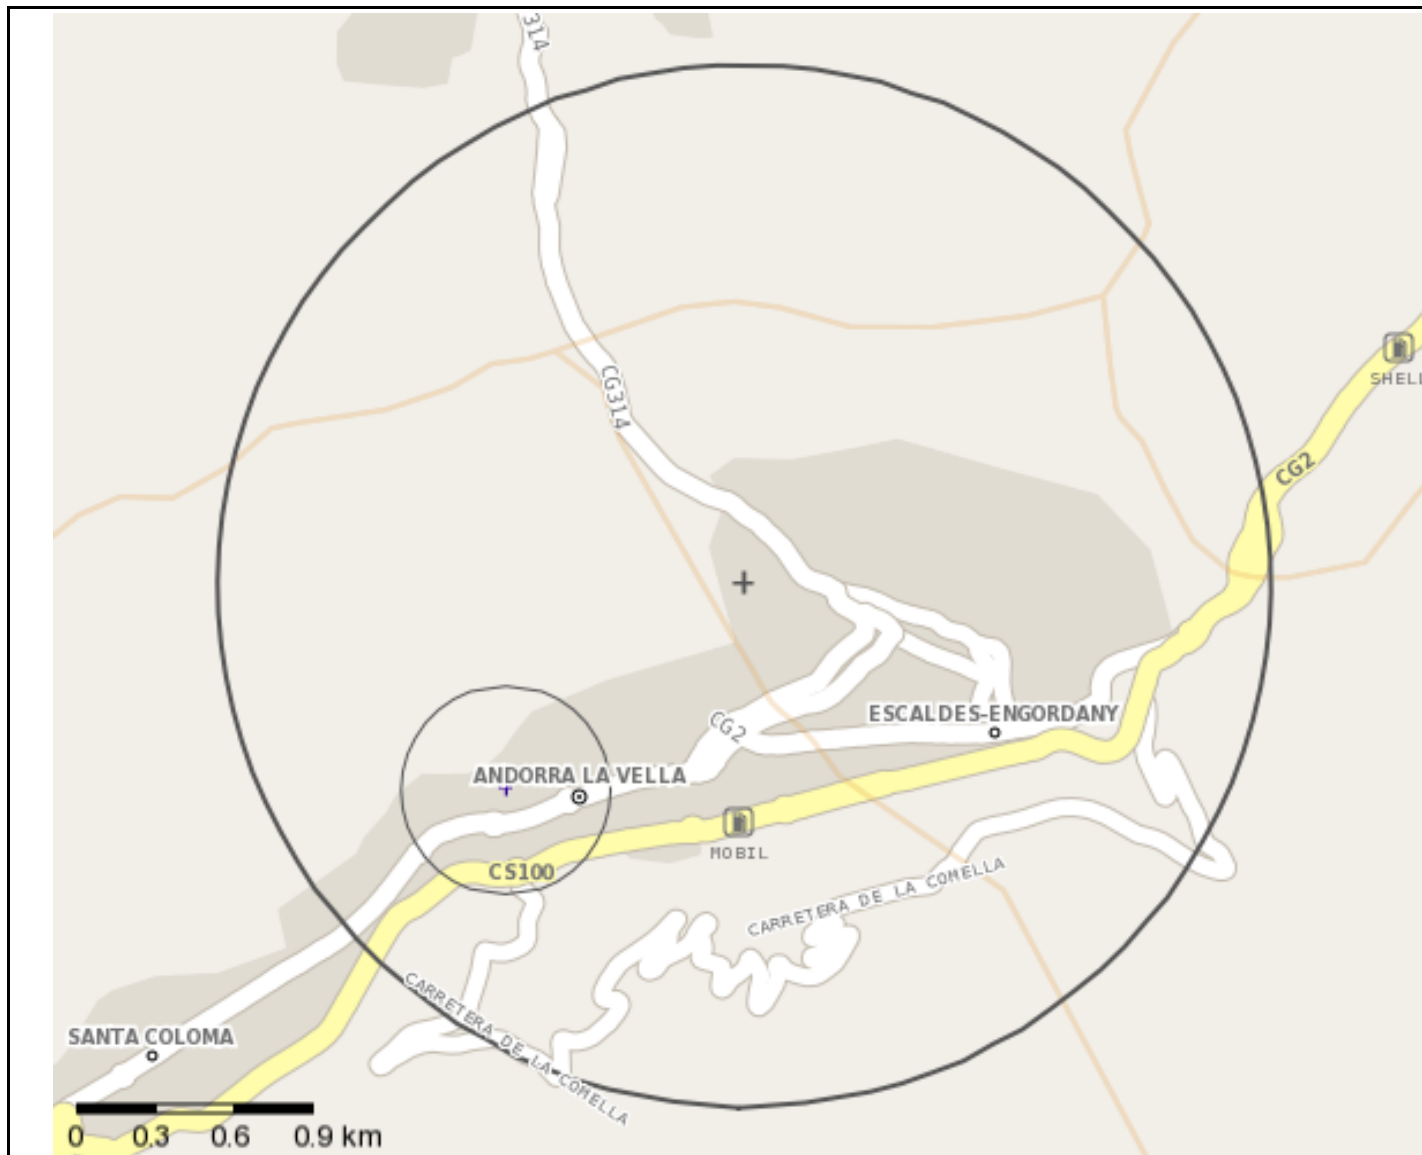 314
CG314
CG2
SHELL
CG2
ESCALDES-ENGORDANY
ANDORRA LA VELLA
MOBIL
CS100
CARRETERA DE LA COMELLA
CARRETERA DE LA COMELLA
SANTA COLOMA
0 0.3 0.6 0.9 km